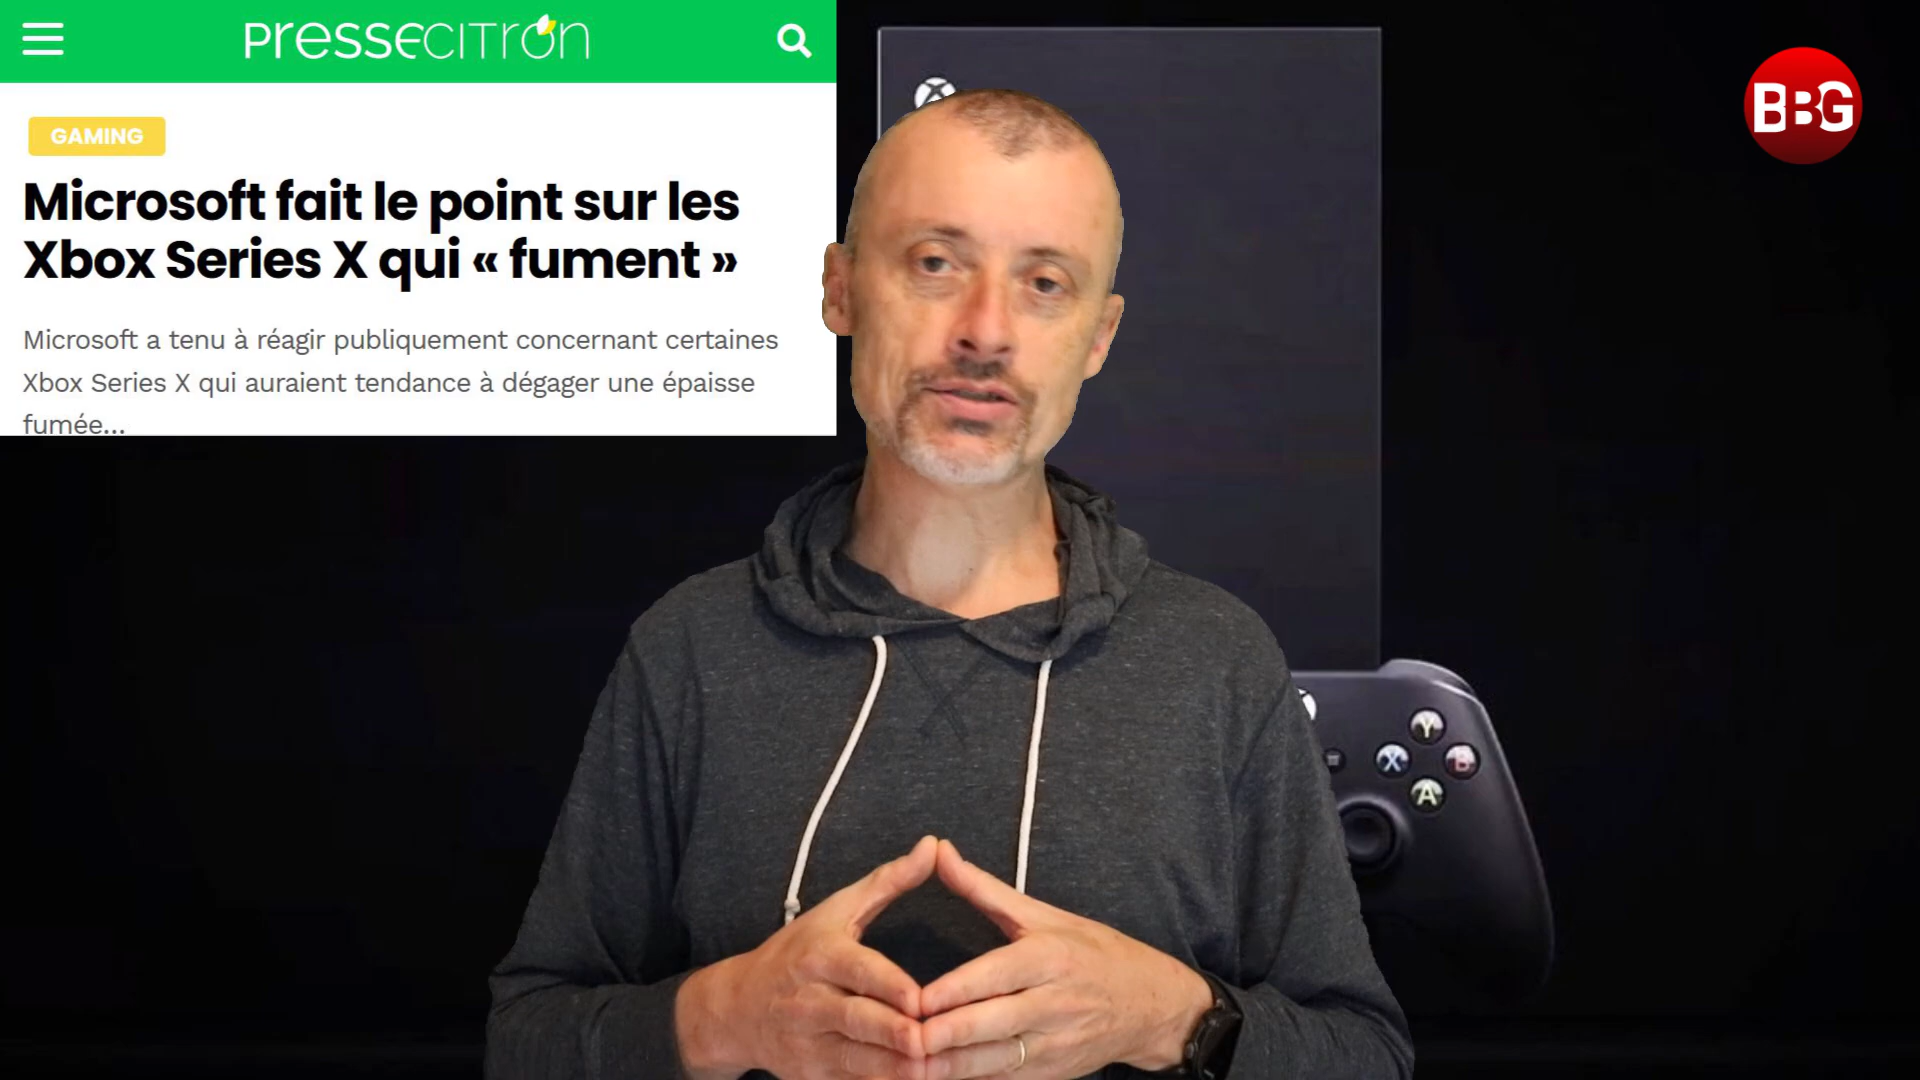 PRESSECITRON
GAMING
Microsoft fait le point sur les
Xbox Series X qui « fument »
Microsoft a tenu à réagir publiquement concernant certaines
Xbox Series X qui auraient tendance à dégager une épaisse
fumée...
BBG
Y
X
B
A